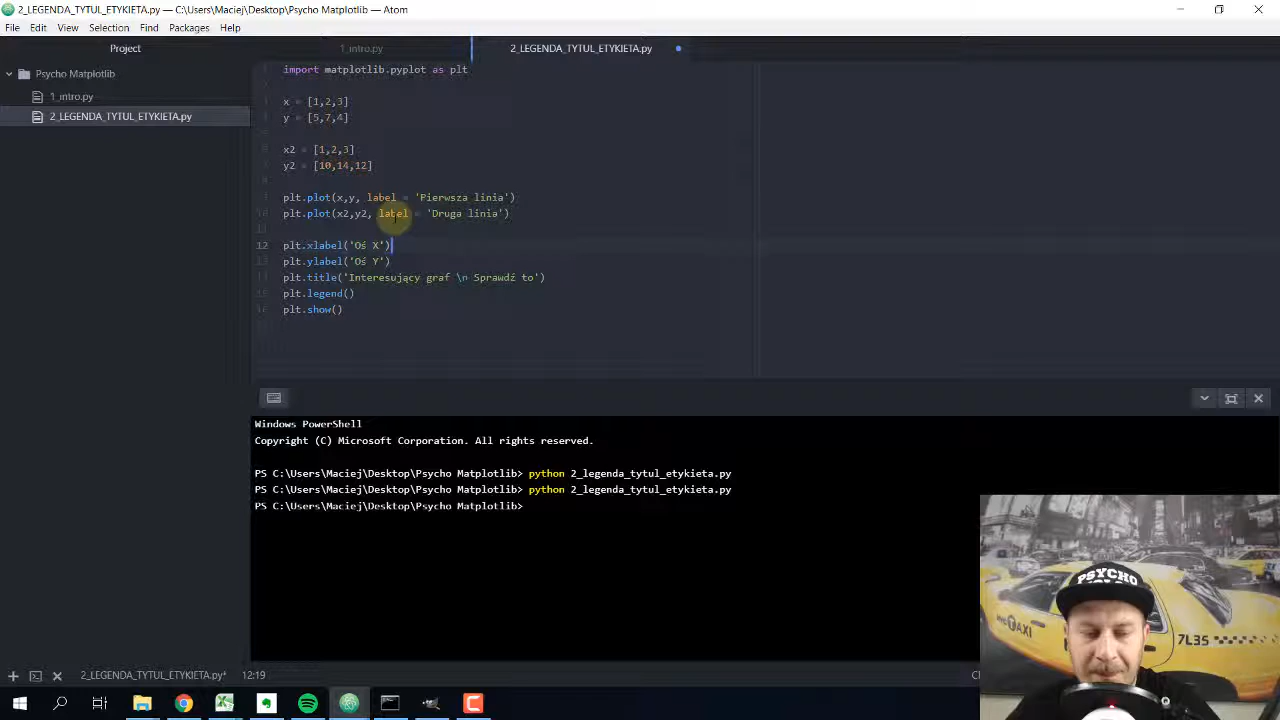 2_LEGENDA_TYTUL_ETYKIETA.py — C:\Users\Maciej\Desktop\Psycho Matplotlib — Atom
File Edit View Selection Find Packages Help
Project
1_intro.py
2_LEGENDA_TYTUL_ETYKIETA.py
Psycho Matplotlib
1_intro.py
2_LEGENDA_TYTUL_ETYKIETA.py
import matplotlib.pyplot as plt
x = [1,2,3]
y = [5,7,4]
x2 = [1,2,3]
y2 = [10,14,12]
plt.plot(x,y, label = 'Pierwsza linia')
plt.plot(x2,y2, label = 'Druga linia')
12 plt.xlabel('Oś X')
plt.ylabel('Oś Y')
plt.title('Interesujący graf \n Sprawdź to')
plt.legend()
plt.show()
Windows PowerShell
Copyright (C) Microsoft Corporation. All rights reserved.
PS C:\Users\Maciej\Desktop\Psycho Matplotlib> python 2_legenda_tytul_etykieta.py
PS C:\Users\Maciej\Desktop\Psycho Matplotlib> python 2_legenda_tytul_etykieta.py
PS C:\Users\Maciej\Desktop\Psycho Matplotlib>
PSYCHO
TAXI
7L35
2_LEGENDA_TYTUL_ETYKIETA.py* 12:19